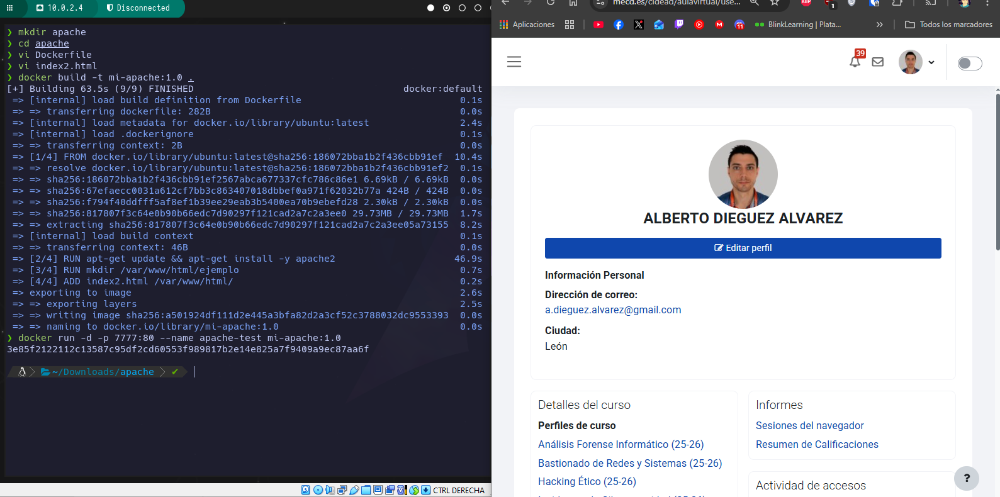 10.0.2.4
Disconnected
❯ mkdir apache
❯ cd apache
❯ vi Dockerfile
❯ vi index2.html
❯ docker build -t mi-apache:1.0 .
[+] Building 63.5s (9/9) FINISHED docker:default
=> [internal] load build definition from Dockerfile 0.1s
=> => transferring dockerfile: 282B 0.0s
=> [internal] load metadata for docker.io/library/ubuntu:latest 2.4s
=> [internal] load .dockerignore 0.1s
=> => transferring context: 2B 0.0s
=> [1/4] FROM docker.io/library/ubuntu:latest@sha256:186072bba1b2f436cbb91ef 10.4s
=> => resolve docker.io/library/ubuntu:latest@sha256:186072bba1b2f436cbb91ef2 0.1s
=> => sha256:186072bba1b2f436cbb91ef2567abca677337cfc786c86e1 6.69kB / 6.69kB 0.0s
=> => sha256:67efaecc0031a612cf7bb3c863407018dbbef0a971f62032b77a 424B / 424B 0.0s
=> => sha256:f794f40ddfff5af8ef1b39ee29eab3b5400ea70b9ebefd28 2.30kB / 2.30kB 0.0s
=> => sha256:817807f3c64e0b90b66edc7d90297f121cad2a7c2a3ee0 29.73MB / 29.73MB 1.7s
=> => extracting sha256:817807f3c64e0b90b66edc7d90297f121cad2a7c2a3ee05a73155 8.2s
=> [internal] load build context 0.1s
=> => transferring context: 46B 0.0s
=> [2/4] RUN apt-get update && apt-get install -y apache2 46.9s
=> [3/4] RUN mkdir /var/www/html/ejemplo 0.7s
=> [4/4] ADD index2.html /var/www/html/ 0.2s
=> exporting to image 2.6s
=> => exporting layers 2.5s
=> => writing image sha256:a501924df111d2e445a3bfa82d2a3cf52c3788032dc9553393 0.0s
=> => naming to docker.io/library/mi-apache:1.0 0.0s
❯ docker run -d -p 7777:80 --name apache-test mi-apache:1.0
3e85f2122112c13587c95df2cd60553f989817b2e14e825a7f9409a9ec87aa6f
~/Downloads/apache ✔
CTRL DERECHA
mecd.es/cidead/aulavirtual/use...
ABP
1
Aplicaciones
11
BlinkLearning | Plata...
»
Todos los marcadores
39
ALBERTO DIEGUEZ ALVAREZ
Editar perfil
Información Personal
Dirección de correo:
a.dieguez.alvarez@gmail.com
Ciudad:
León
Detalles del curso
Perfiles de curso
Análisis Forense Informático (25-26)
Bastionado de Redes y Sistemas (25-26)
Hacking Ético (25-26)
Informes
Sesiones del navegador
Resumen de Calificaciones
Actividad de accesos
?